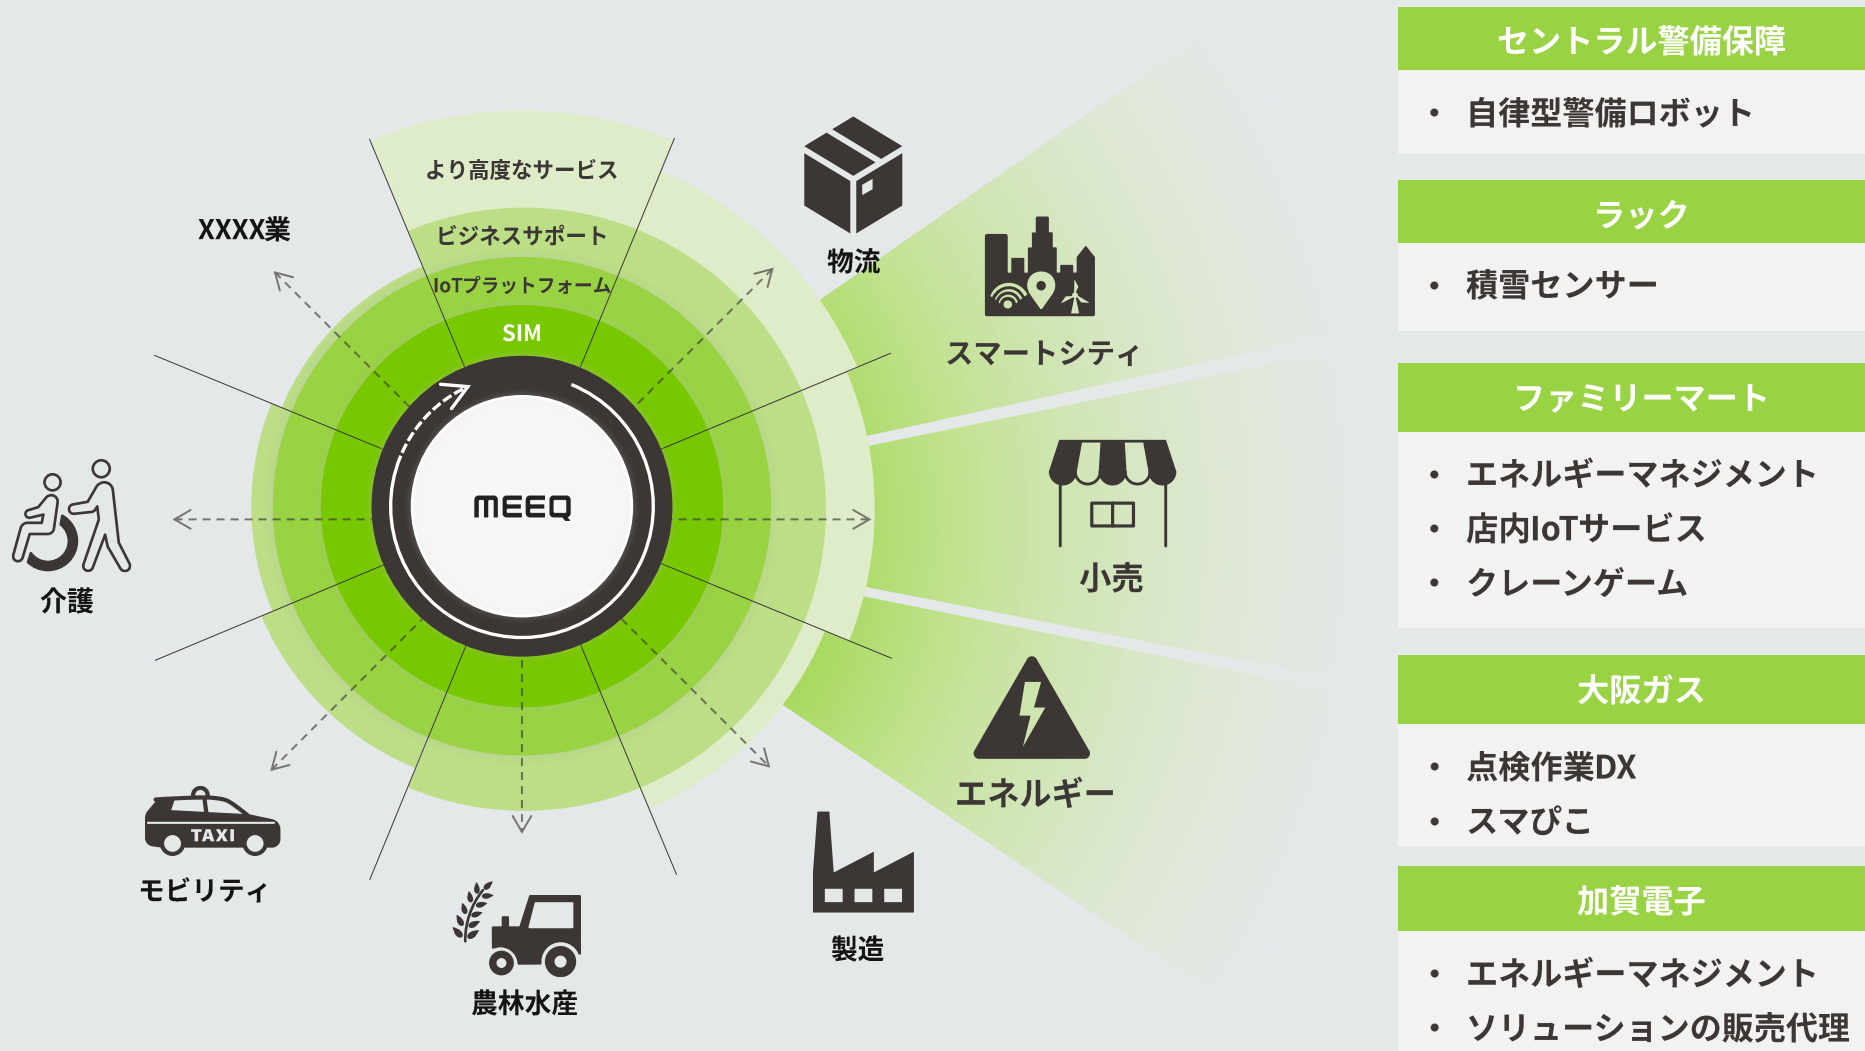 より高度なサービス
ビジネスサポート
IoTプラットフォーム
SIM
MEEQ
XXXX業
介護
TAXI
モビリティ
農林水産
製造
物流
スマートシティ
小売
エネルギー
セントラル警備保障
• 自律型警備ロボット
ラック
• 積雪センサー
ファミリーマート
• エネルギーマネジメント
• 店内IoTサービス
• クレーンゲーム
大阪ガス
• 点検作業DX
• スマぴこ
加賀電子
• エネルギーマネジメント
• ソリューションの販売代理